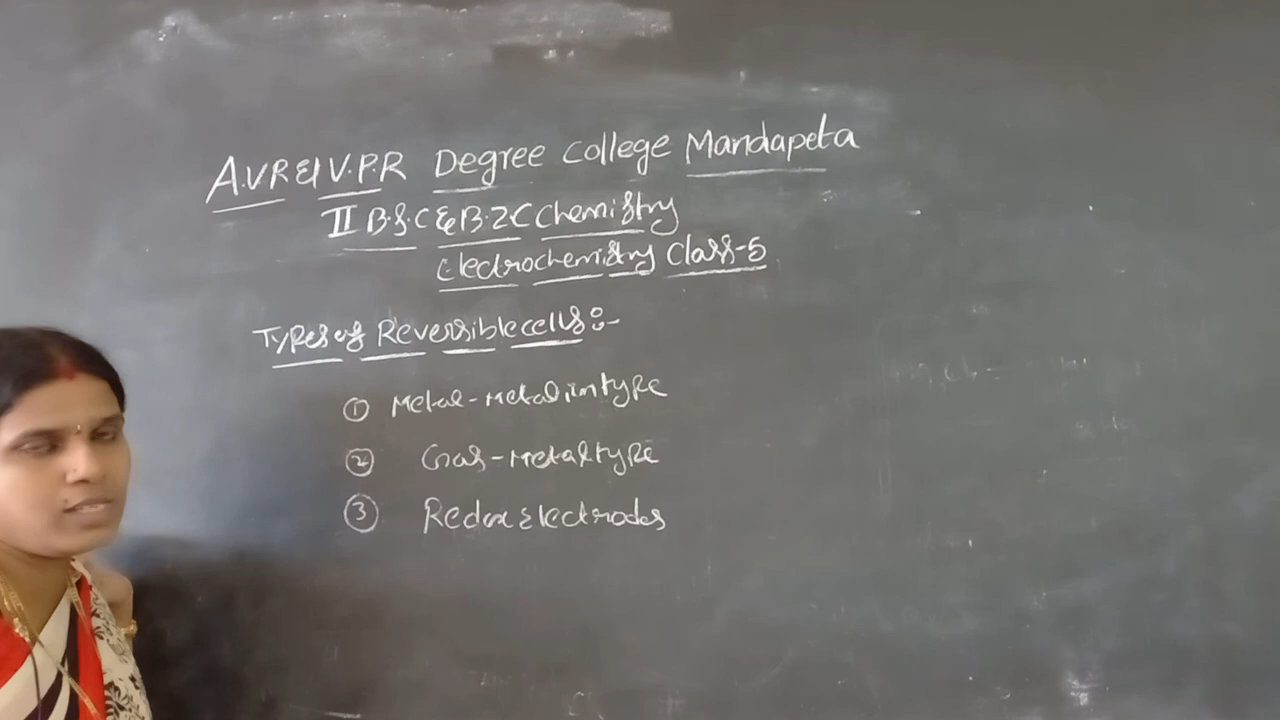 A.V.R & V.P.R Degree College Mandapeta
II B.S.C & B.Z C Chemistry
Electrochemistry Class-5
Types of Reversible cells :-
① Metal-Metal ion type
② Gas-Metal type
③ Redox Electrodes